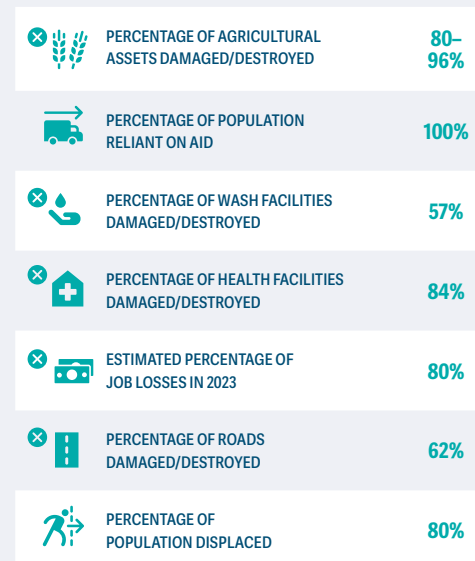 PERCENTAGE OF AGRICULTURAL
ASSETS DAMAGED/DESTROYED
80–
96%
PERCENTAGE OF POPULATION
RELIANT ON AID
100%
PERCENTAGE OF WASH FACILITIES
DAMAGED/DESTROYED
57%
PERCENTAGE OF HEALTH FACILITIES
DAMAGED/DESTROYED
84%
ESTIMATED PERCENTAGE OF
JOB LOSSES IN 2023
80%
PERCENTAGE OF ROADS
DAMAGED/DESTROYED
62%
PERCENTAGE OF
POPULATION DISPLACED
80%